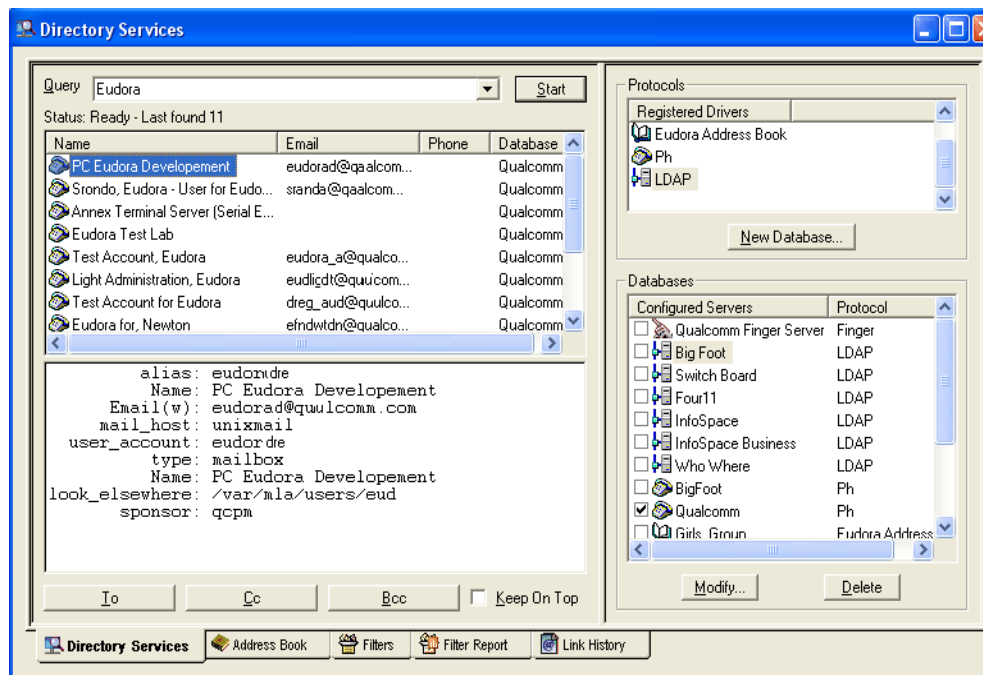 Directory Services
Query Eudora Start
Status: Ready - Last found 11
Name Email Phone Database
PC Eudora Developement eudorad@qaalcom... Qualcomm
Srondo, Eudora - User for Eudo... sranda@qaalcom... Qualcomm
Annex Terminal Server (Serial E... Qualcomm
Eudora Test Lab Qualcomm
Test Account, Eudora eudora_a@qualco... Qualcomm
Light Administration, Eudora Qualcomm
Test Account for Eudora dreg_aud@quulco... Qualcomm
Eudora for, Newton efndwtdn@qualco... Qualcomm
alias:
Name: PC Eudora Developement
Email(w): eudorad@quulcomm.com
mail_host: unixmail
user_account: eudor dre
type: mailbox
Name: PC Eudora Developement
look_elsewhere: /var/mla/users/eud
sponsor: qcpm
To Cc Bcc Keep On Top
Protocols
Registered Drivers
Eudora Address Book
Ph
LDAP
New Database...
Databases
Configured Servers Protocol
Qualcomm Finger Server Finger
Big Foot LDAP
Switch Board LDAP
Four11 LDAP
InfoSpace LDAP
InfoSpace Business LDAP
Who Where LDAP
BigFoot Ph
Qualcomm Ph
Girls Group Eudora Address
Modify... Delete
Directory Services Address Book Filters Filter Report Link History